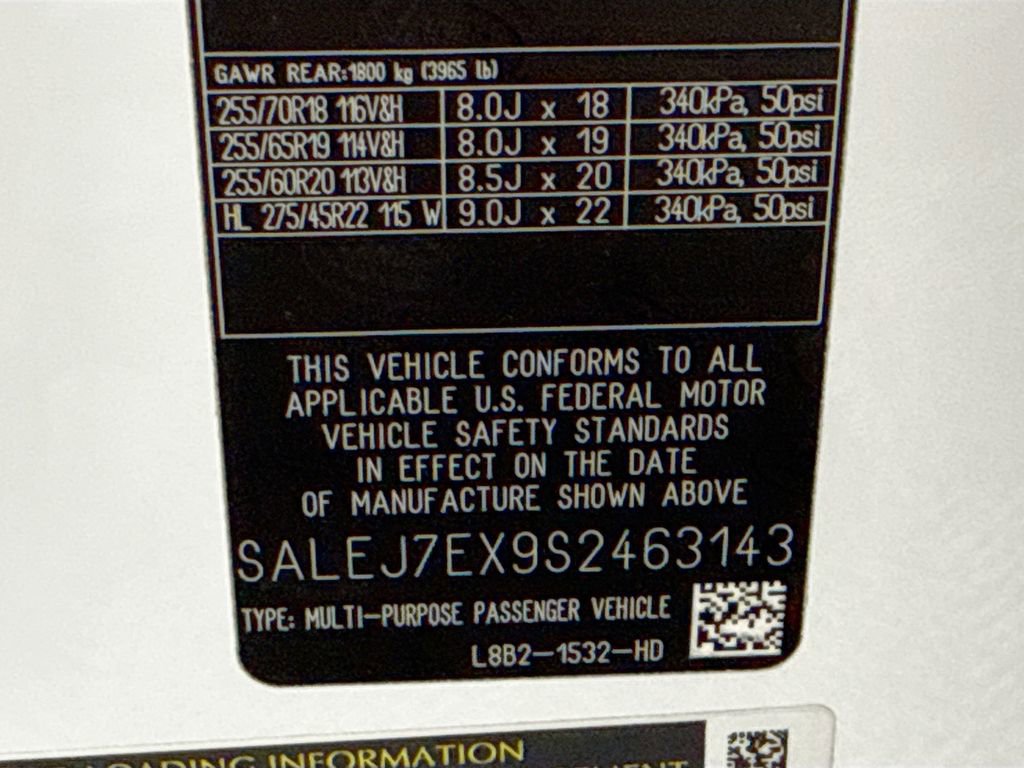 GAWR REAR:1800 kg (3965 lb)
255/70R18 116V&H 8.0J x 18 340kPa, 50psi
255/65R19 114V&H 8.0J x 19 340kPa, 50psi
255/60R20 113V&H 8.5J x 20 340kPa, 50psi
HL 275/45R22 115 W 9.0J x 22 340kPa, 50psi
THIS VEHICLE CONFORMS TO ALL
APPLICABLE U.S. FEDERAL MOTOR
VEHICLE SAFETY STANDARDS
IN EFFECT ON THE DATE
OF MANUFACTURE SHOWN ABOVE
SALEJ7EX9S2463143
TYPE: MULTI-PURPOSE PASSENGER VEHICLE
L8B2-1532-HD
LOADING INFORMATION